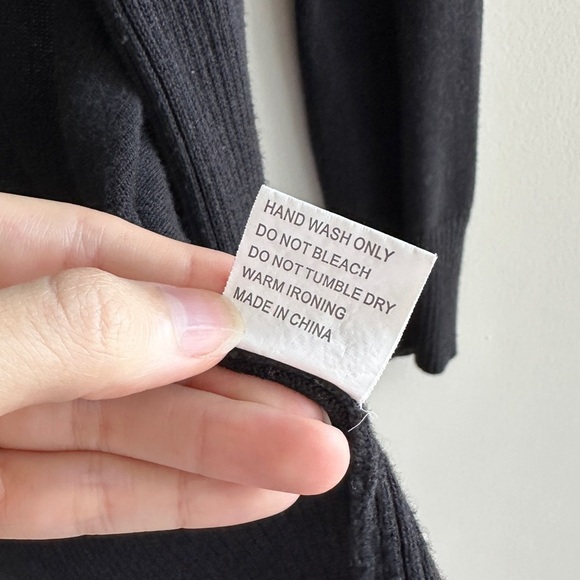 HAND WASH ONLY
DO NOT BLEACH
DO NOT TUMBLE DRY
WARM IRONING
MADE IN CHINA